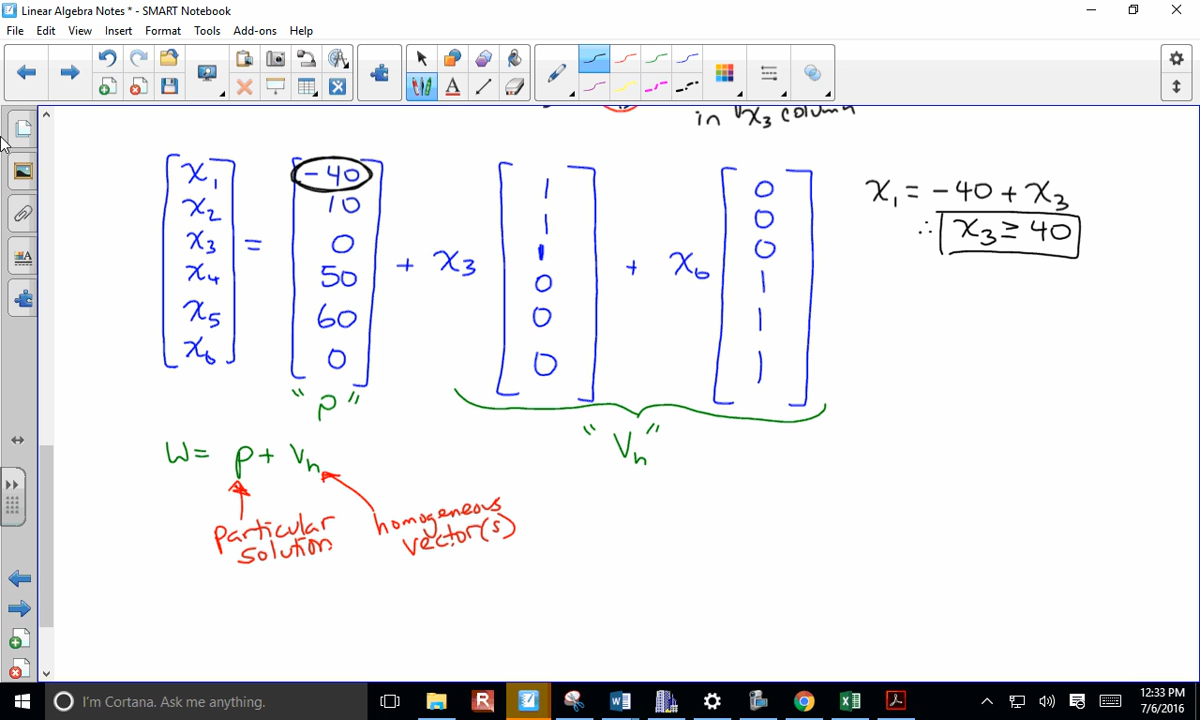 Linear Algebra Notes * - SMART Notebook
File Edit View Insert Format Tools Add-ons Help
in x₃ column
[x₁ x₂ x₃ x₄ x₅ x₆] = [-40 10 0 50 60 0] + x₃ [1 1 1 0 0 0] + x₆ [0 0 0 1 1 1]
x₁ = -40 + x₃
∴ x₃ ≥ 40
"p"
"Vₕ"
W = p + Vₕ
particular
solution
homogeneous
vector(s)
I'm Cortana. Ask me anything.
12:33 PM
7/6/2016